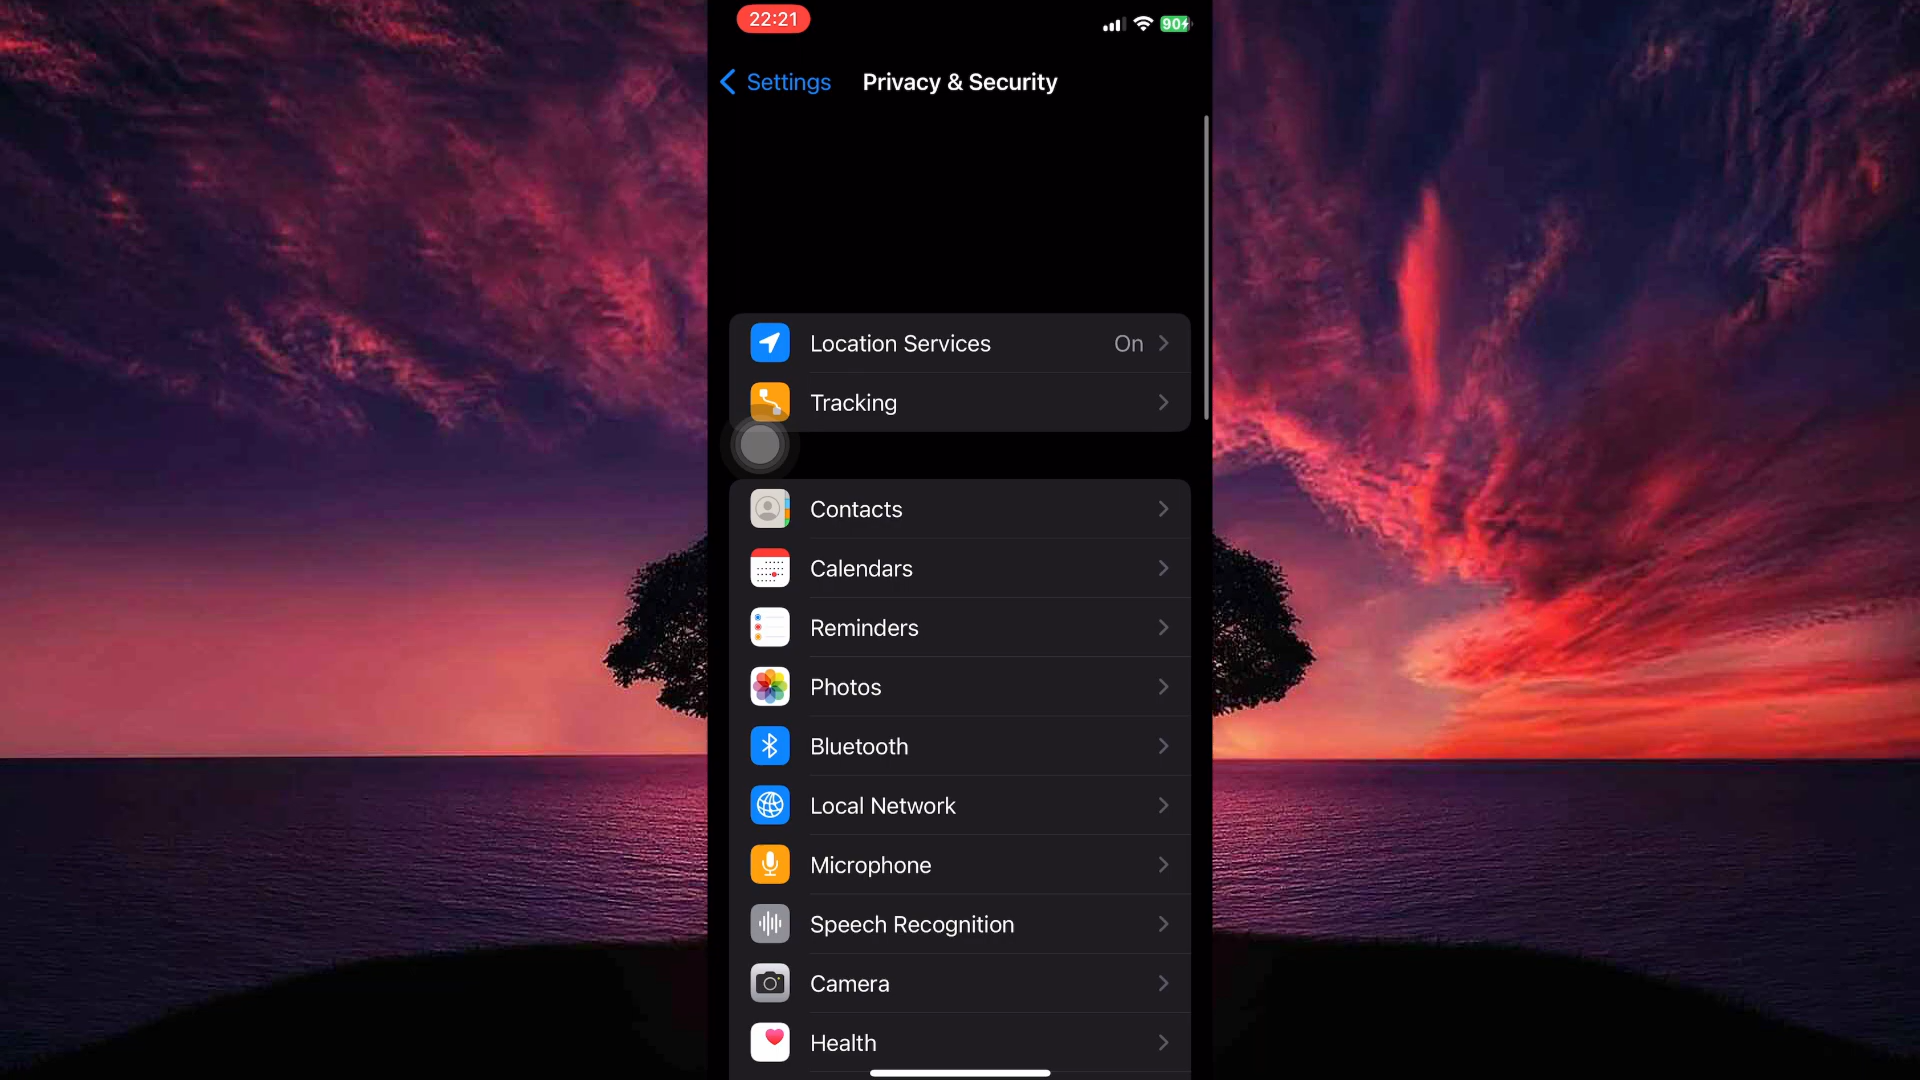 22:21
90
Settings
Privacy & Security
Location Services On
Tracking
Contacts
Calendars
Reminders
Photos
Bluetooth
Local Network
Microphone
Speech Recognition
Camera
Health